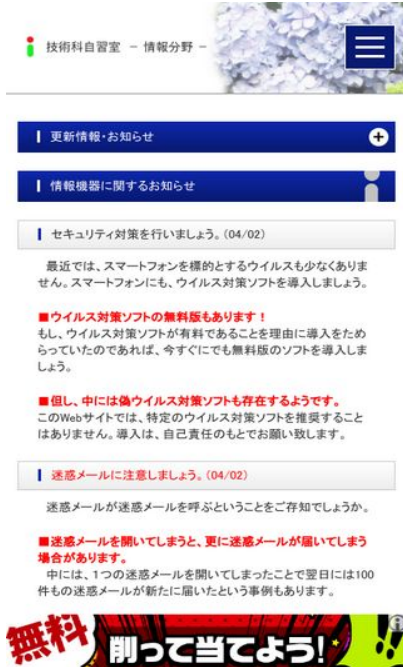 技術科自習室 － 情報分野 －
更新情報・お知らせ
情報機器に関するお知らせ
セキュリティ対策を行いましょう。(04/02)
最近では、スマートフォンを標的とするウイルスも少なくありま
せん。スマートフォンにも、ウイルス対策ソフトを導入しましょう。
■ウイルス対策ソフトの無料版もあります！
もし、ウイルス対策ソフトが有料であることを理由に導入をため
らっていたのであれば、今すぐにでも無料版のソフトを導入しま
しょう。
■但し、中には偽ウイルス対策ソフトも存在するようです。
このWebサイトでは、特定のウイルス対策ソフトを推奨すること
はありません。導入は、自己責任のもとでお願い致します。
迷惑メールに注意しましょう。(04/02)
迷惑メールが迷惑メールを呼ぶということをご存知でしょうか。
■迷惑メールを開いてしまうと、更に迷惑メールが届いてしまう
場合があります。
中には、1つの迷惑メールを開いてしまったことで翌日には100
件もの迷惑メールが新たに届いたという事例もあります。
無料 削って当てよう!